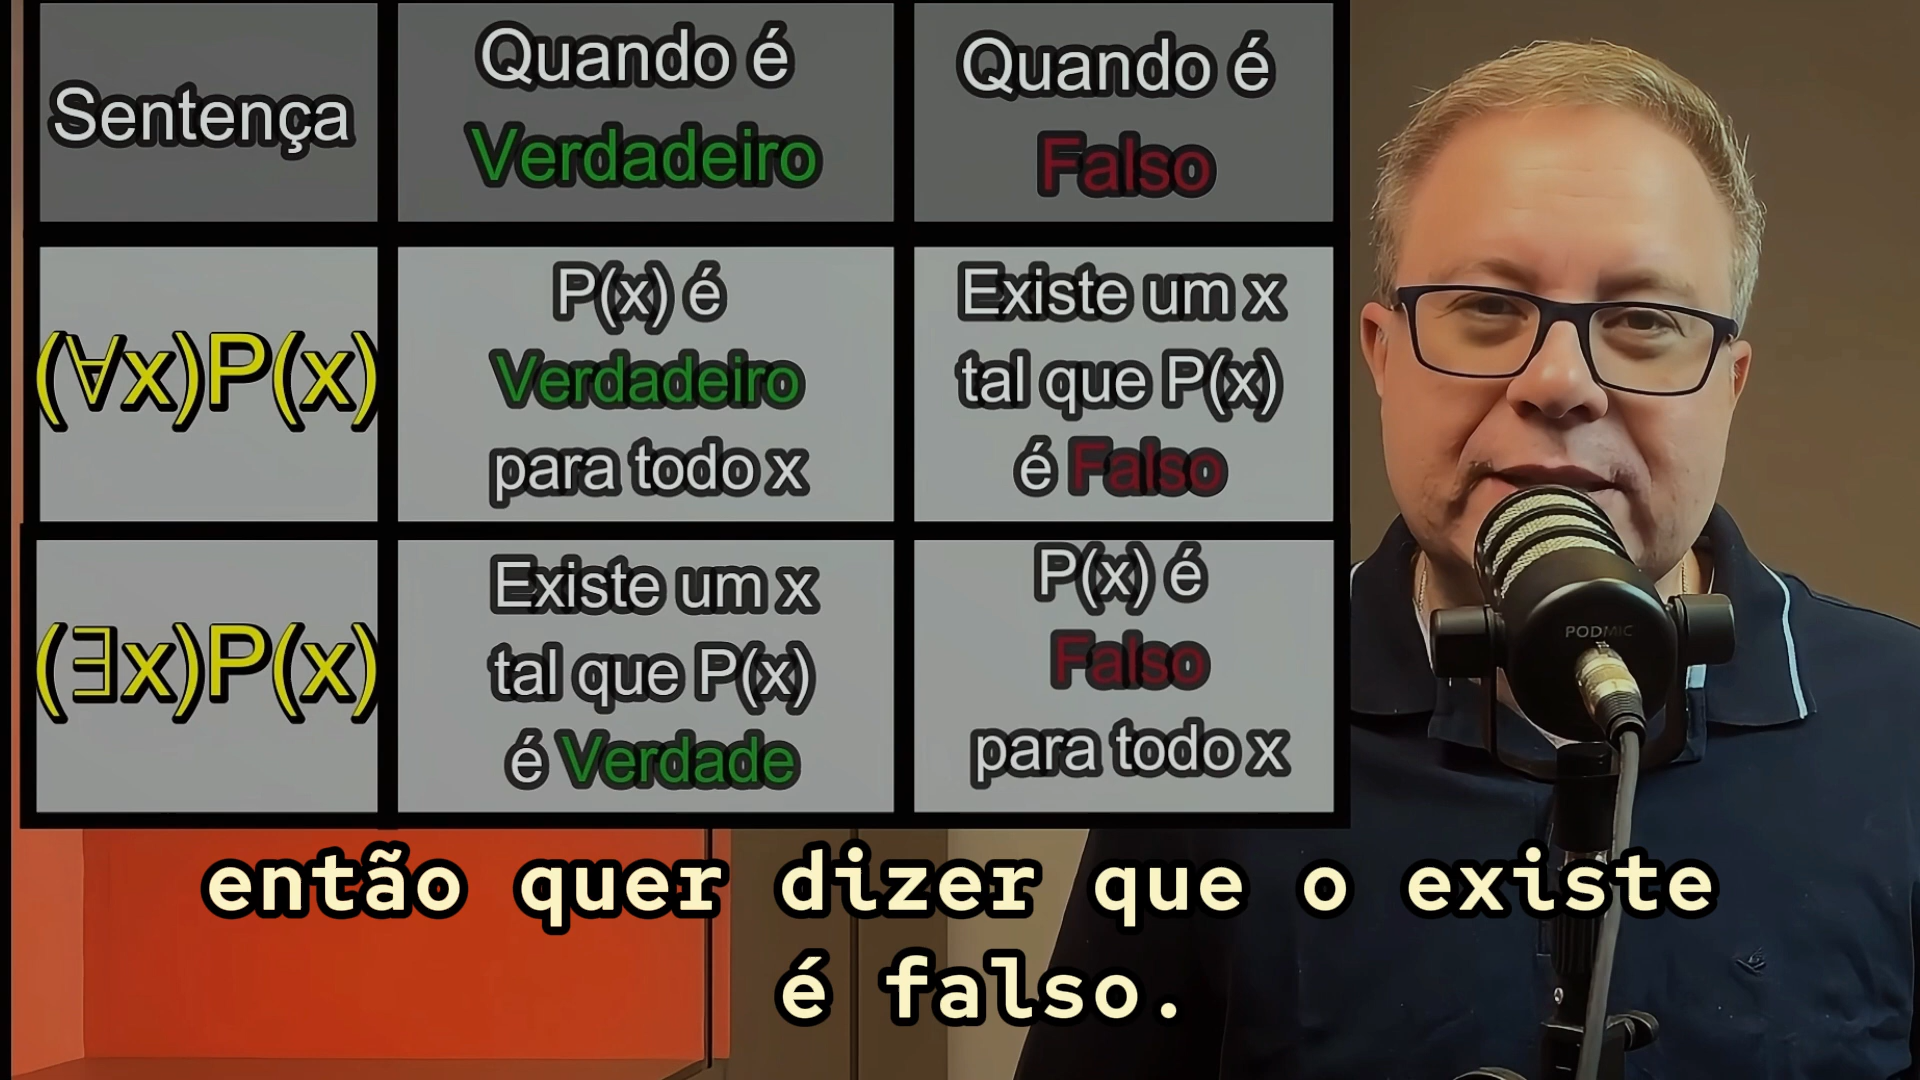 Sentença
Quando é
Verdadeiro
Quando é
Falso
(∀x)P(x)
P(x) é
Verdadeiro
para todo x
Existe um x
tal que P(x)
é Falso
(∃x)P(x)
Existe um x
tal que P(x)
é Verdade
P(x) é
Falso
para todo x
PODMIC
então quer dizer que o existe
é falso.